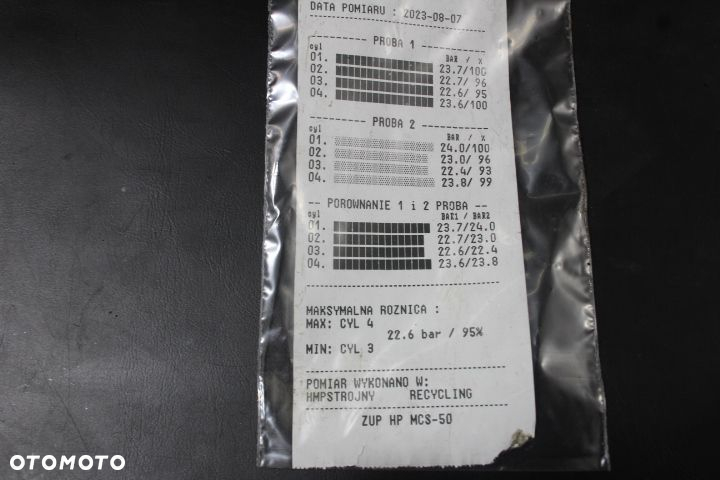 DATA POMIARU : 2023-08-07
---------- PROBA 1 ----------
cyl BAR / %
01. 23.7/100
02. 22.7/ 96
03. 22.6/ 95
04. 23.6/100
---------- PROBA 2 ----------
cyl BAR / %
01. 24.0/100
02. 23.0/ 96
03. 22.4/ 93
04. 23.8/ 99
-- POROWNANIE 1 i 2 PROBA --
cyl BAR1 / BAR2
01. 23.7/24.0
02. 22.7/23.0
03. 22.6/22.4
04. 23.6/23.8
MAKSYMALNA ROZNICA :
MAX: CYL 4
22.6 bar / 95%
MIN: CYL 3
POMIAR WYKONANO W:
HMPSTROJNY RECYCLING
ZUP HP MCS-50
OTOMOTO